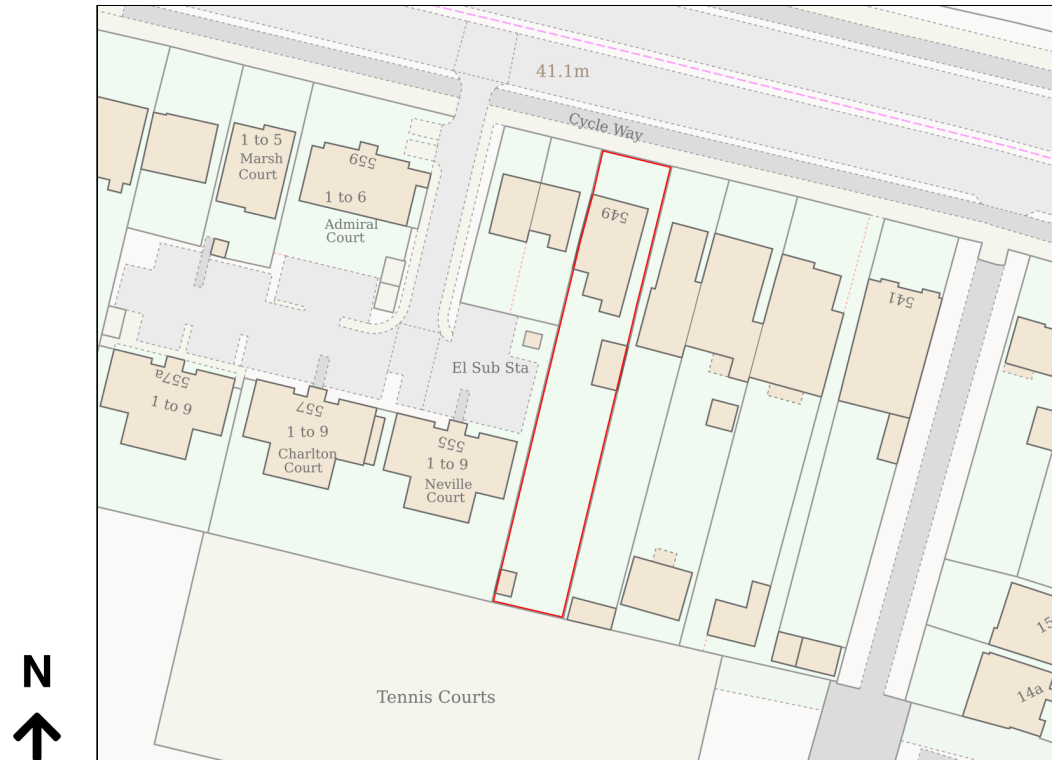 41.1m
Cycle Way
1 to 5
Marsh
Court
559
1 to 6
Admiral
Court
549
541
El Sub Sta
557a
1 to 9
557
1 to 9
Charlton
Court
555
1 to 9
Neville
Court
15
14a
N
Tennis Courts